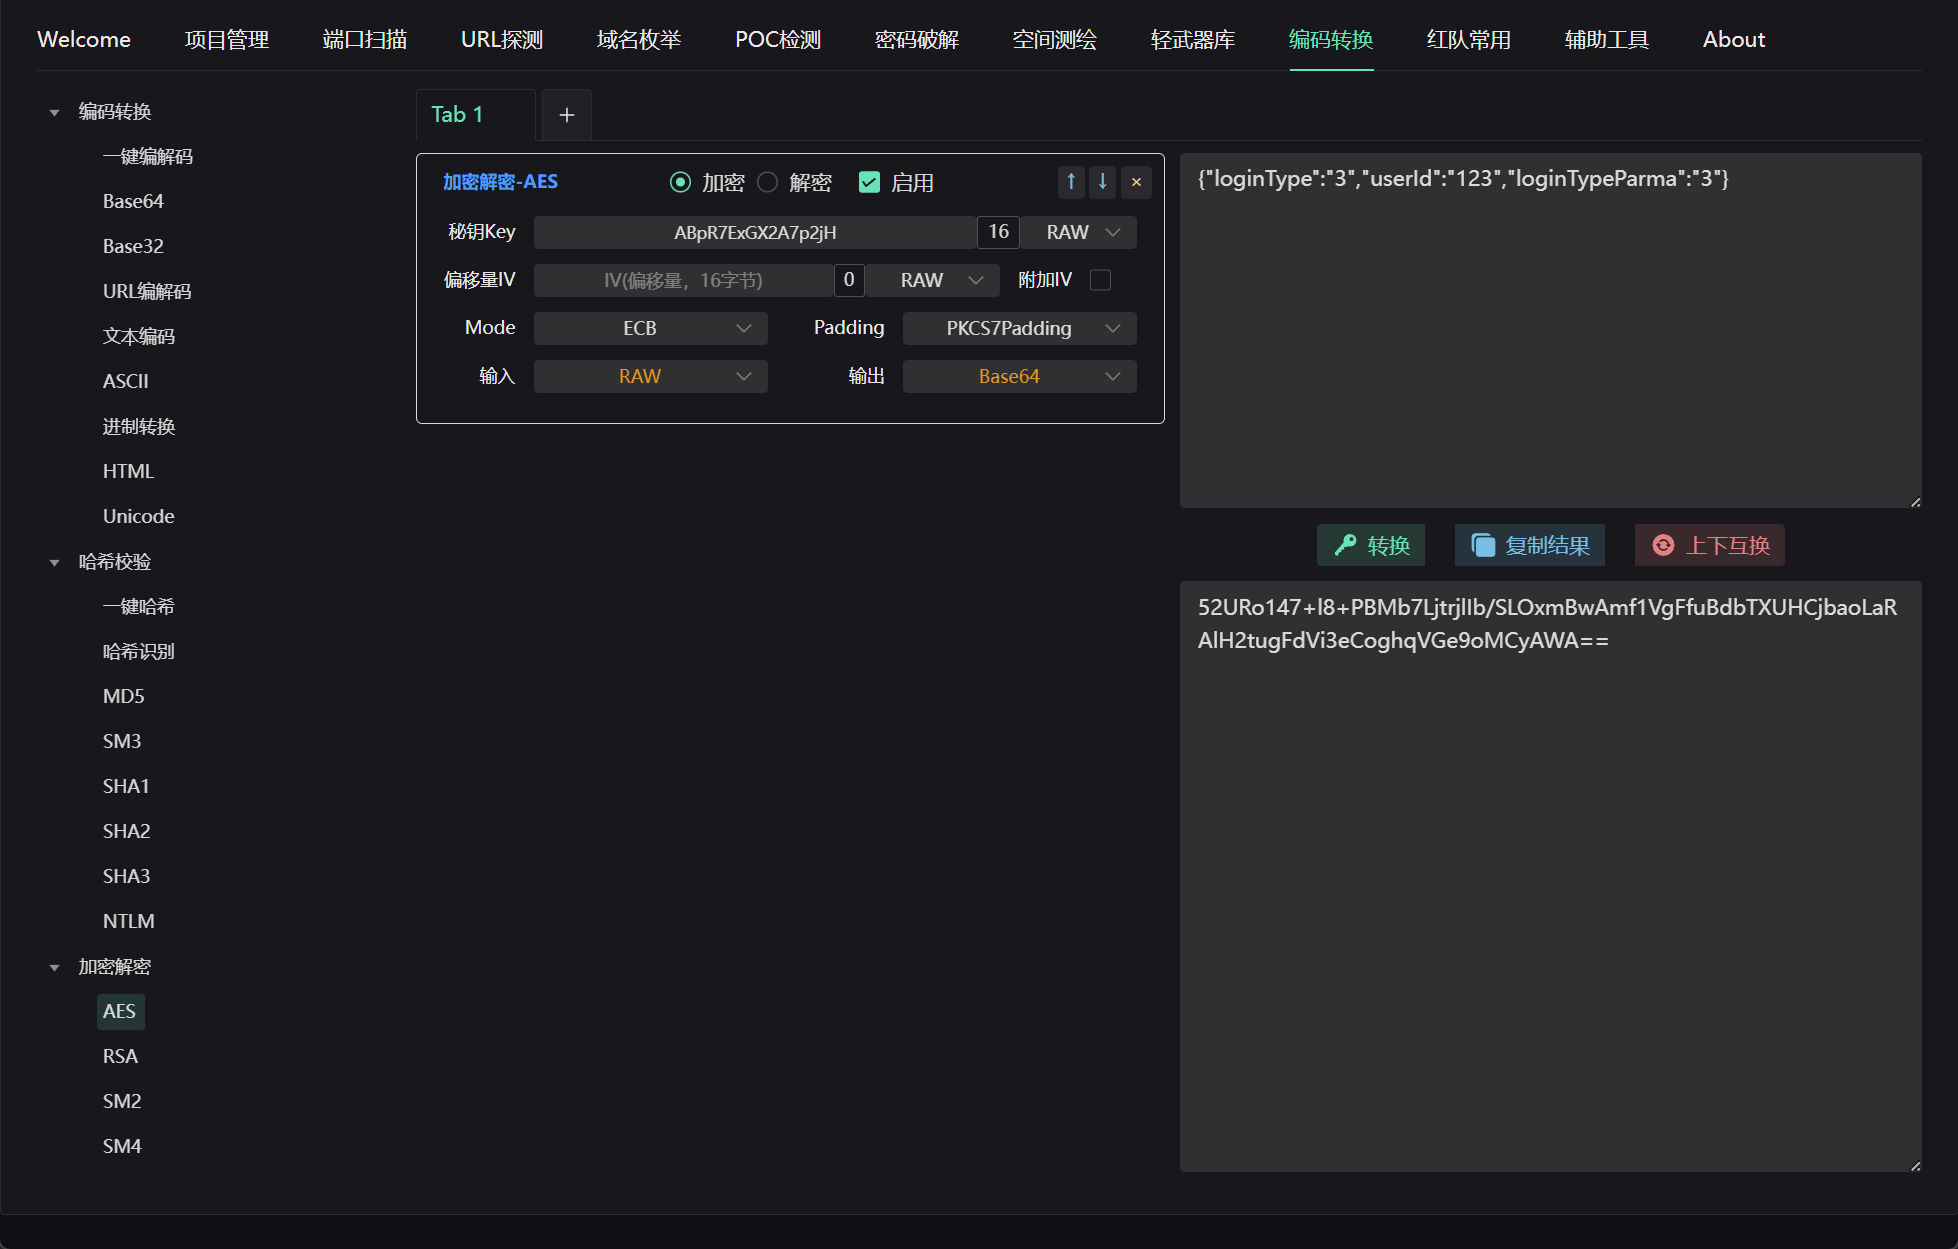 Welcome 项目管理 端口扫描 URL探测 域名枚举 POC检测 密码破解 空间测绘 轻武器库 编码转换 红队常用 辅助工具 About
编码转换
一键编解码
Base64
Base32
URL编解码
文本编码
ASCII
进制转换
HTML
Unicode
哈希校验
一键哈希
哈希识别
MD5
SM3
SHA1
SHA2
SHA3
NTLM
加密解密
AES
RSA
SM2
SM4
Tab 1 +
加密解密-AES 加密 解密 启用 ↑ ↓ ×
秘钥Key ABpR7ExGX2A7p2jH 16 RAW
偏移量IV IV(偏移量，16字节) 0 RAW 附加IV
Mode ECB Padding PKCS7Padding
输入 RAW 输出 Base64
{"loginType":"3","userId":"123","loginTypeParma":"3"}
转换 复制结果 上下互换
52URo147+l8+PBMb7LjtrjlIb/SLOxmBwAmf1VgFfuBdbTXUHCjbaoLaR
AlH2tugFdVi3eCoghqVGe9oMCyAWA==